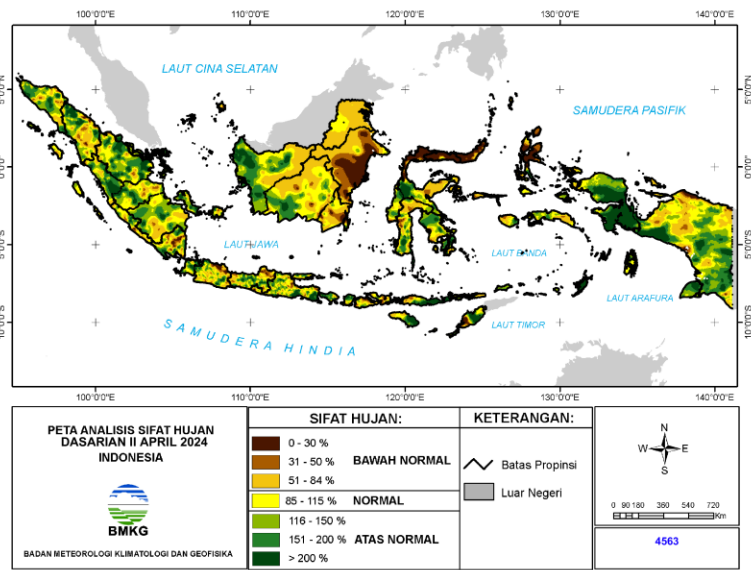 100°0'0"E 110°0'0"E 120°0'0"E 130°0'0"E 140°0'0"E
LAUT CINA SELATAN
SAMUDERA PASIFIK
5°0'0"N
5°0'0"N
0°0'0"
0°0'0"
LAUT JAWA
LAUT BANDA
5°0'0"S
5°0'0"S
LAUT ARAFURA
SAMUDERA HINDIA
LAUT TIMOR
10°0'0"S
10°0'0"S
100°0'0"E 110°0'0"E 120°0'0"E 130°0'0"E 140°0'0"E
PETA ANALISIS SIFAT HUJAN
DASARIAN II APRIL 2024
INDONESIA
BMKG
BADAN METEOROLOGI KLIMATOLOGI DAN GEOFISIKA
SIFAT HUJAN:
0 - 30 %
31 - 50 % BAWAH NORMAL
51 - 84 %
85 - 115 % NORMAL
116 - 150 %
151 - 200 % ATAS NORMAL
> 200 %
KETERANGAN:
Batas Propinsi
Luar Negeri
N
W E
S
0 90 180 360 540 720
Km
4563